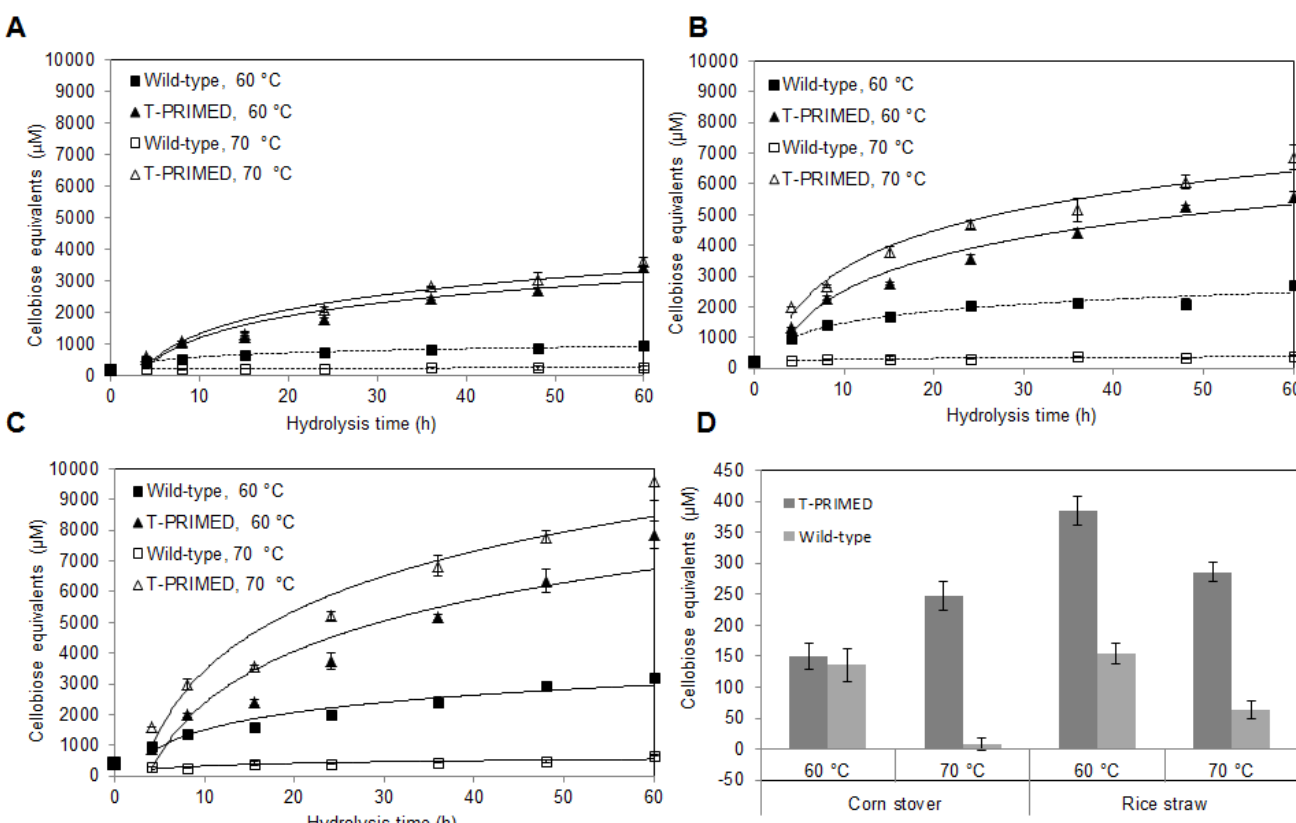 A
10000
9000
8000
7000
6000
5000
4000
3000
2000
1000
0
Cellobiose equivalents (µM)
Wild-type, 60 °C
T-PRIMED, 60 °C
Wild-type, 70 °C
T-PRIMED, 70 °C
0 10 20 30 40 50 60
Hydrolysis time (h)
B
10000
9000
8000
7000
6000
5000
4000
3000
2000
1000
0
Cellobiose equivalents (µM)
Wild-type, 60 °C
T-PRIMED, 60 °C
Wild-type, 70 °C
T-PRIMED, 70 °C
0 10 20 30 40 50 60
Hydrolysis time (h)
C
10000
9000
8000
7000
6000
5000
4000
3000
2000
1000
0
Cellobiose equivalents (µM)
Wild-type, 60 °C
T-PRIMED, 60 °C
Wild-type, 70 °C
T-PRIMED, 70 °C
0 10 20 30 40 50 60
Hydrolysis time (h)
D
450
400
350
300
250
200
150
100
50
0
-50
Cellobiose equivalents (µM)
T-PRIMED
Wild-type
60 °C 70 °C 60 °C 70 °C
Corn stover Rice straw